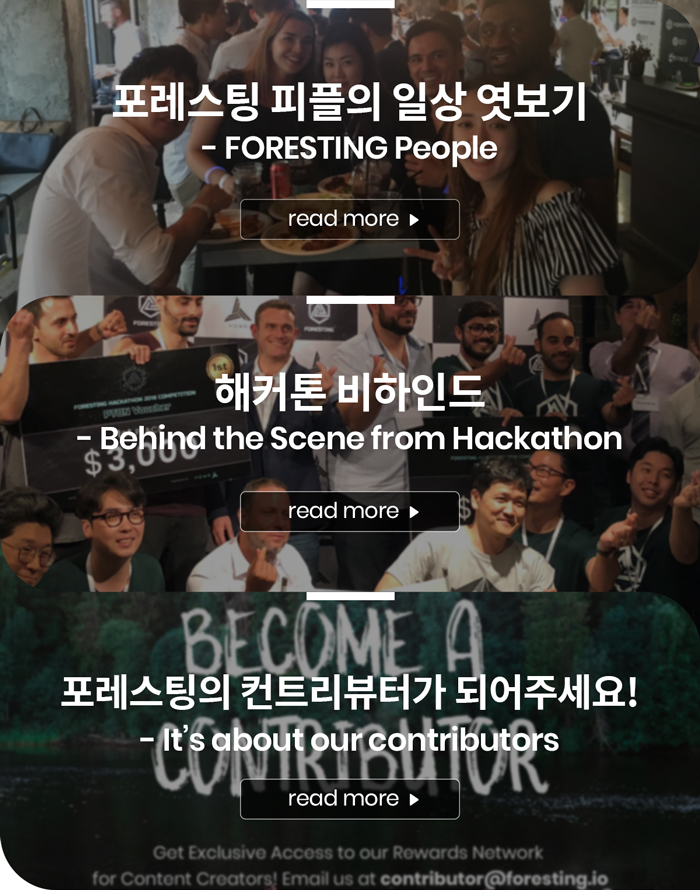 포레스팅 피플의 일상 엿보기
- FORESTING People
read more ▶
FORESTING
1st
FORESTING HACKATHON 2018 COMPETITION
PTON Voucher
$3,000
해커톤 비하인드
- Behind the Scene from Hackathon
read more ▶
BECOME A
포레스팅의 컨트리뷰터가 되어주세요!
- It's about our contributors
CONTRIBUTOR
read more ▶
Get Exclusive Access to our Rewards Network
for Content Creators! Email us at contributor@foresting.io